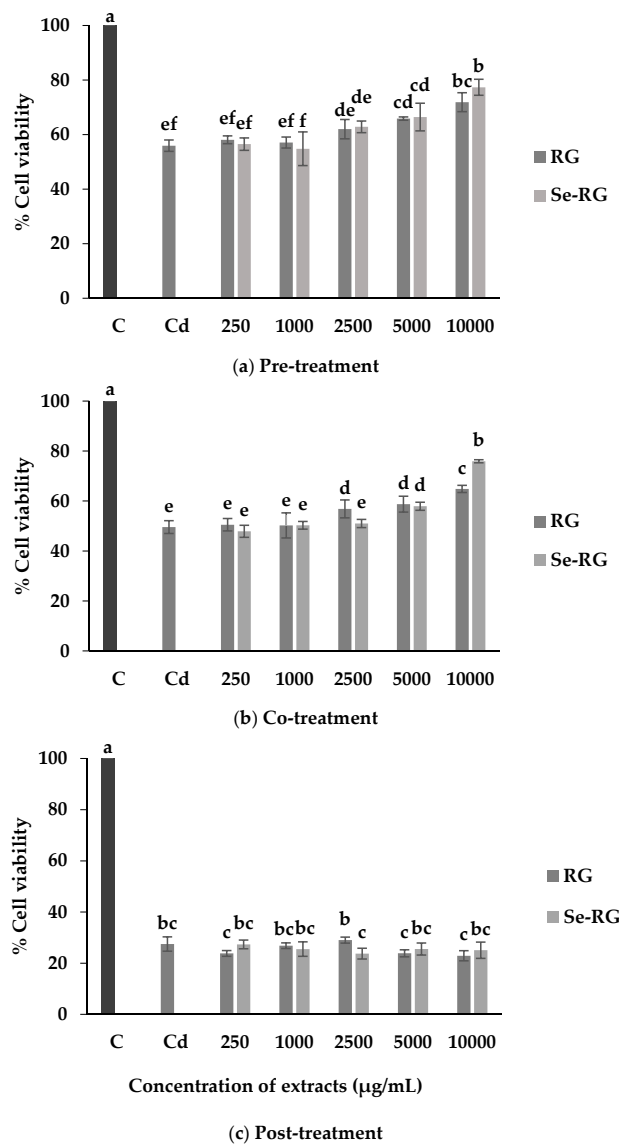 a
100
80
60
40
20
0
% Cell viability
ef
ef ef
ef f
de de
cd cd
bc b
RG
Se-RG
C Cd 250 1000 2500 5000 10000
(a) Pre-treatment
a
100
80
60
40
20
0
% Cell viability
e
e e
e e
d e
d d
c b
RG
Se-RG
C Cd 250 1000 2500 5000 10000
(b) Co-treatment
a
100
80
60
40
20
0
% Cell viability
bc
c bc
bc bc
b c
c bc
c bc
RG
Se-RG
C Cd 250 1000 2500 5000 10000
Concentration of extracts (μg/mL)
(c) Post-treatment